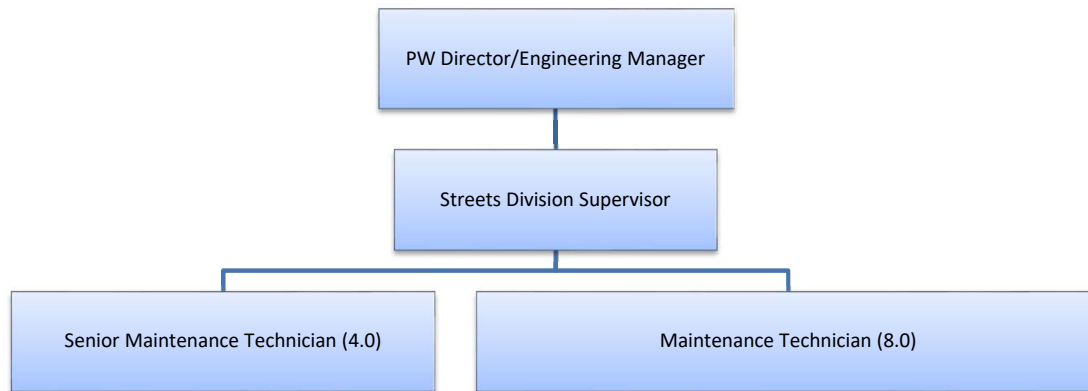 PW Director/Engineering Manager
Streets Division Supervisor
Senior Maintenance Technician (4.0)
Maintenance Technician (8.0)